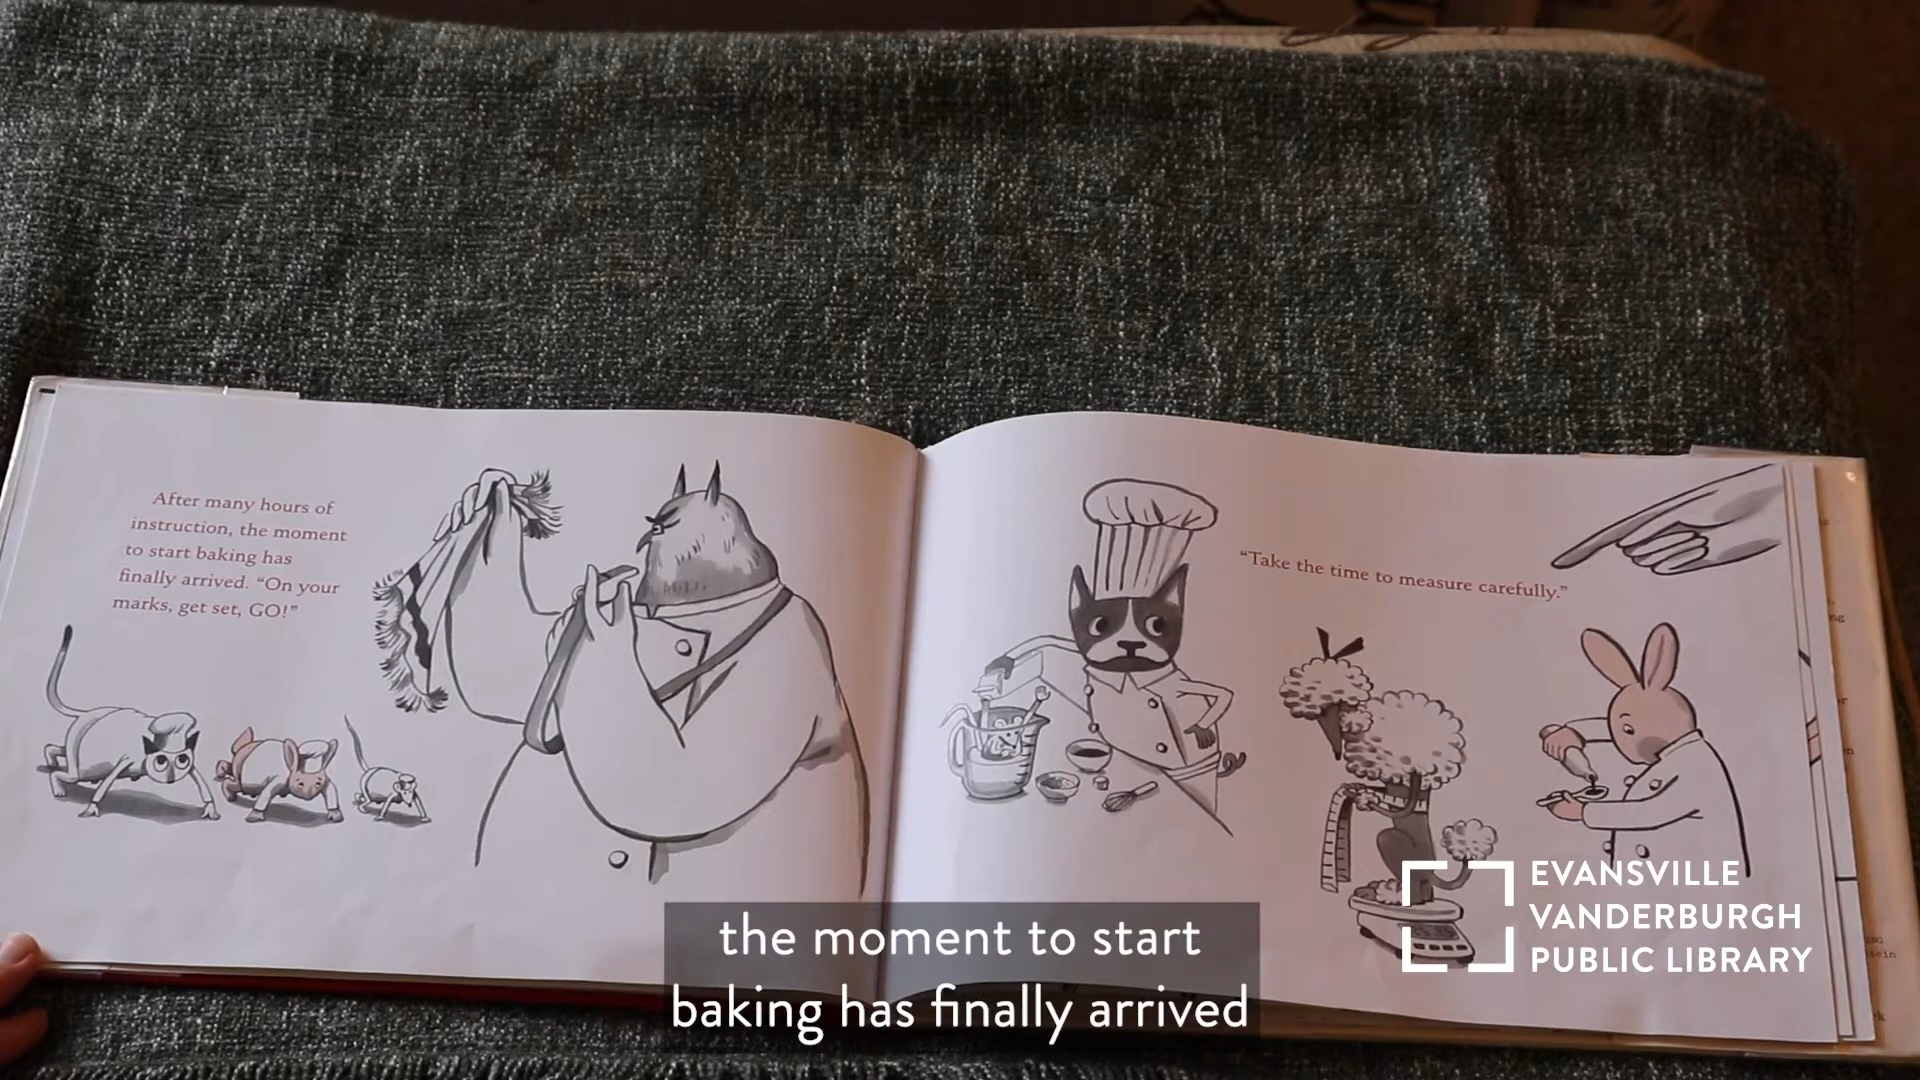 After many hours of
instruction, the moment
to start baking has
finally arrived. “On your
marks, get set, GO!”
“Take the time to measure carefully.”
the moment to start
baking has finally arrived
EVANSVILLE
VANDERBURGH
PUBLIC LIBRARY